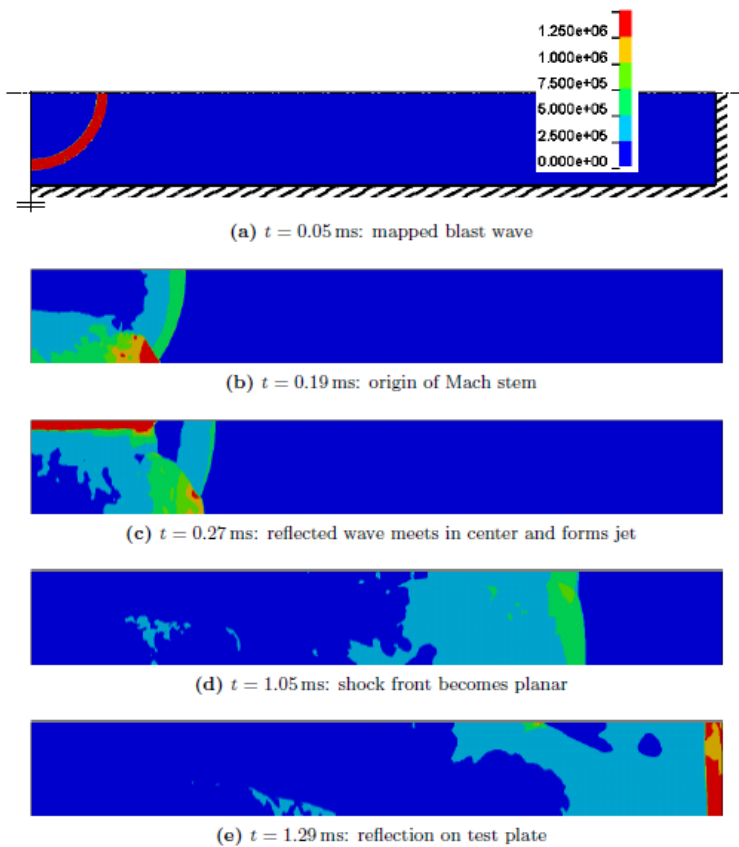 1.250e+06
1.000e+06
7.500e+05
5.000e+05
2.500e+05
0.000e+00
(a) t = 0.05 ms: mapped blast wave
(b) t = 0.19 ms: origin of Mach stem
(c) t = 0.27 ms: reflected wave meets in center and forms jet
(d) t = 1.05 ms: shock front becomes planar
(e) t = 1.29 ms: reflection on test plate